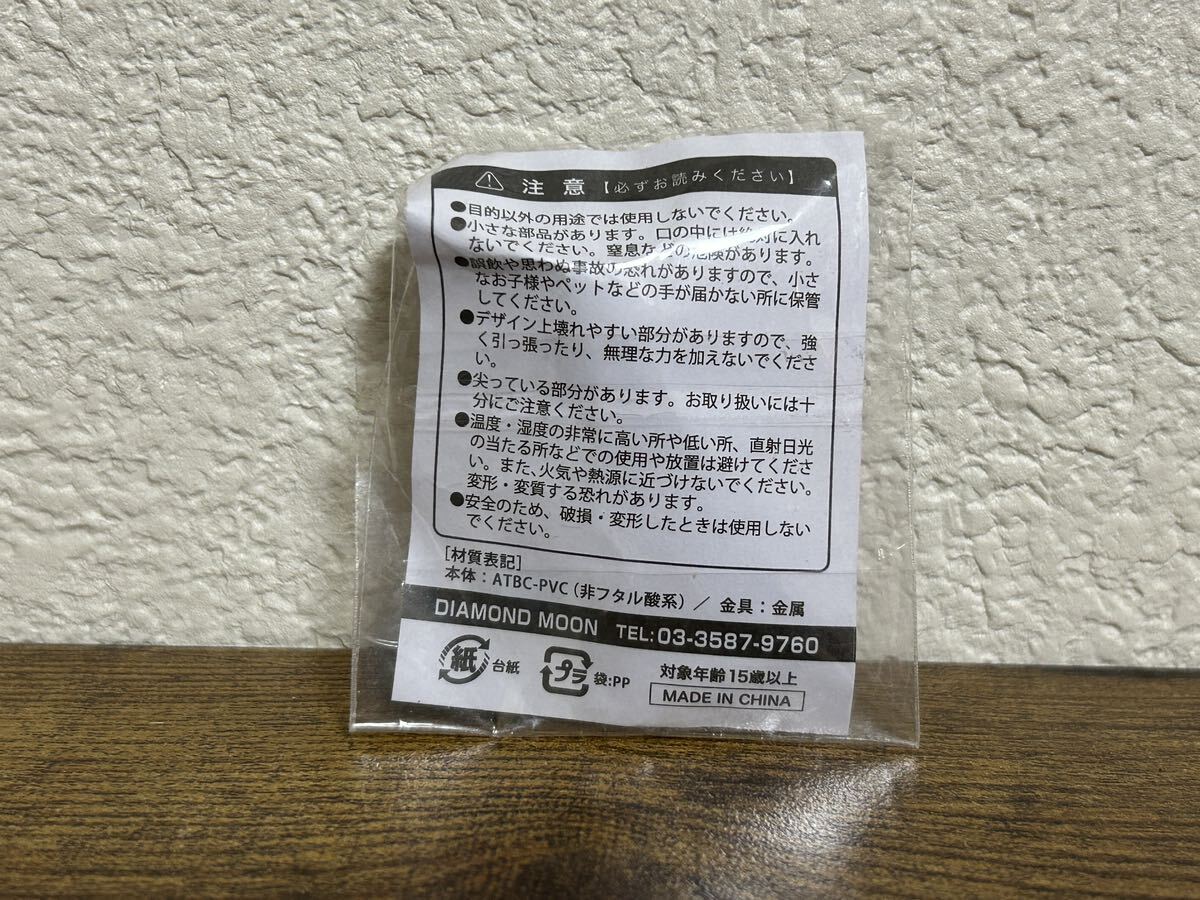 注意【必ずお読みください】
●目的以外の用途では使用しないでください。
●小さな部品があります。口の中には絶対に入れ
ないでください。窒息などの危険があります。
●誤飲や思わぬ事故の恐れがありますので、小さ
なお子様やペットなどの手が届かない所に保管
してください。
●デザイン上壊れやすい部分がありますので、強
く引っ張ったり、無理な力を加えないでくださ
い。
●尖っている部分があります。お取り扱いには十
分にご注意ください。
●温度・湿度の非常に高い所や低い所、直射日光
の当たる所などでの使用や放置は避けてくださ
い。また、火気や熱源に近づけないでください。
変形・変質する恐れがあります。
●安全のため、破損・変形したときは使用しない
でください。
[材質表記]
本体：ATBC-PVC（非フタル酸系）／ 金具：金属
DIAMOND MOON TEL:03-3587-9760
紙 台紙 プラ 袋:PP 対象年齢15歳以上
MADE IN CHINA